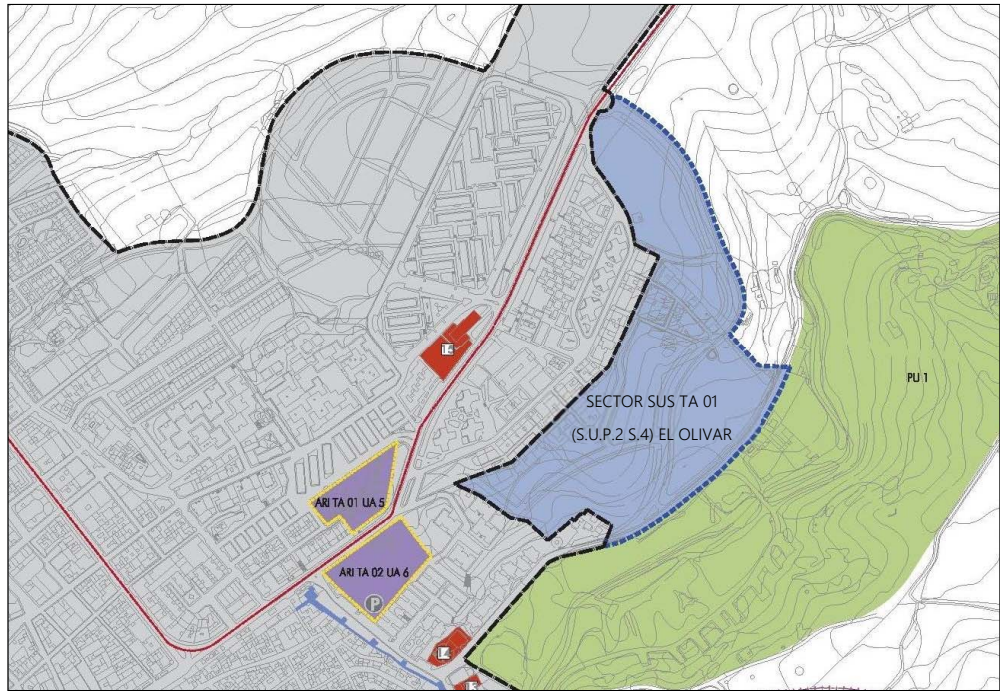 PU 1
SECTOR SUS TA 01
(S.U.P.2 S.4) EL OLIVAR
ARI TA 01 UA 5
ARI TA 02 UA 6
P